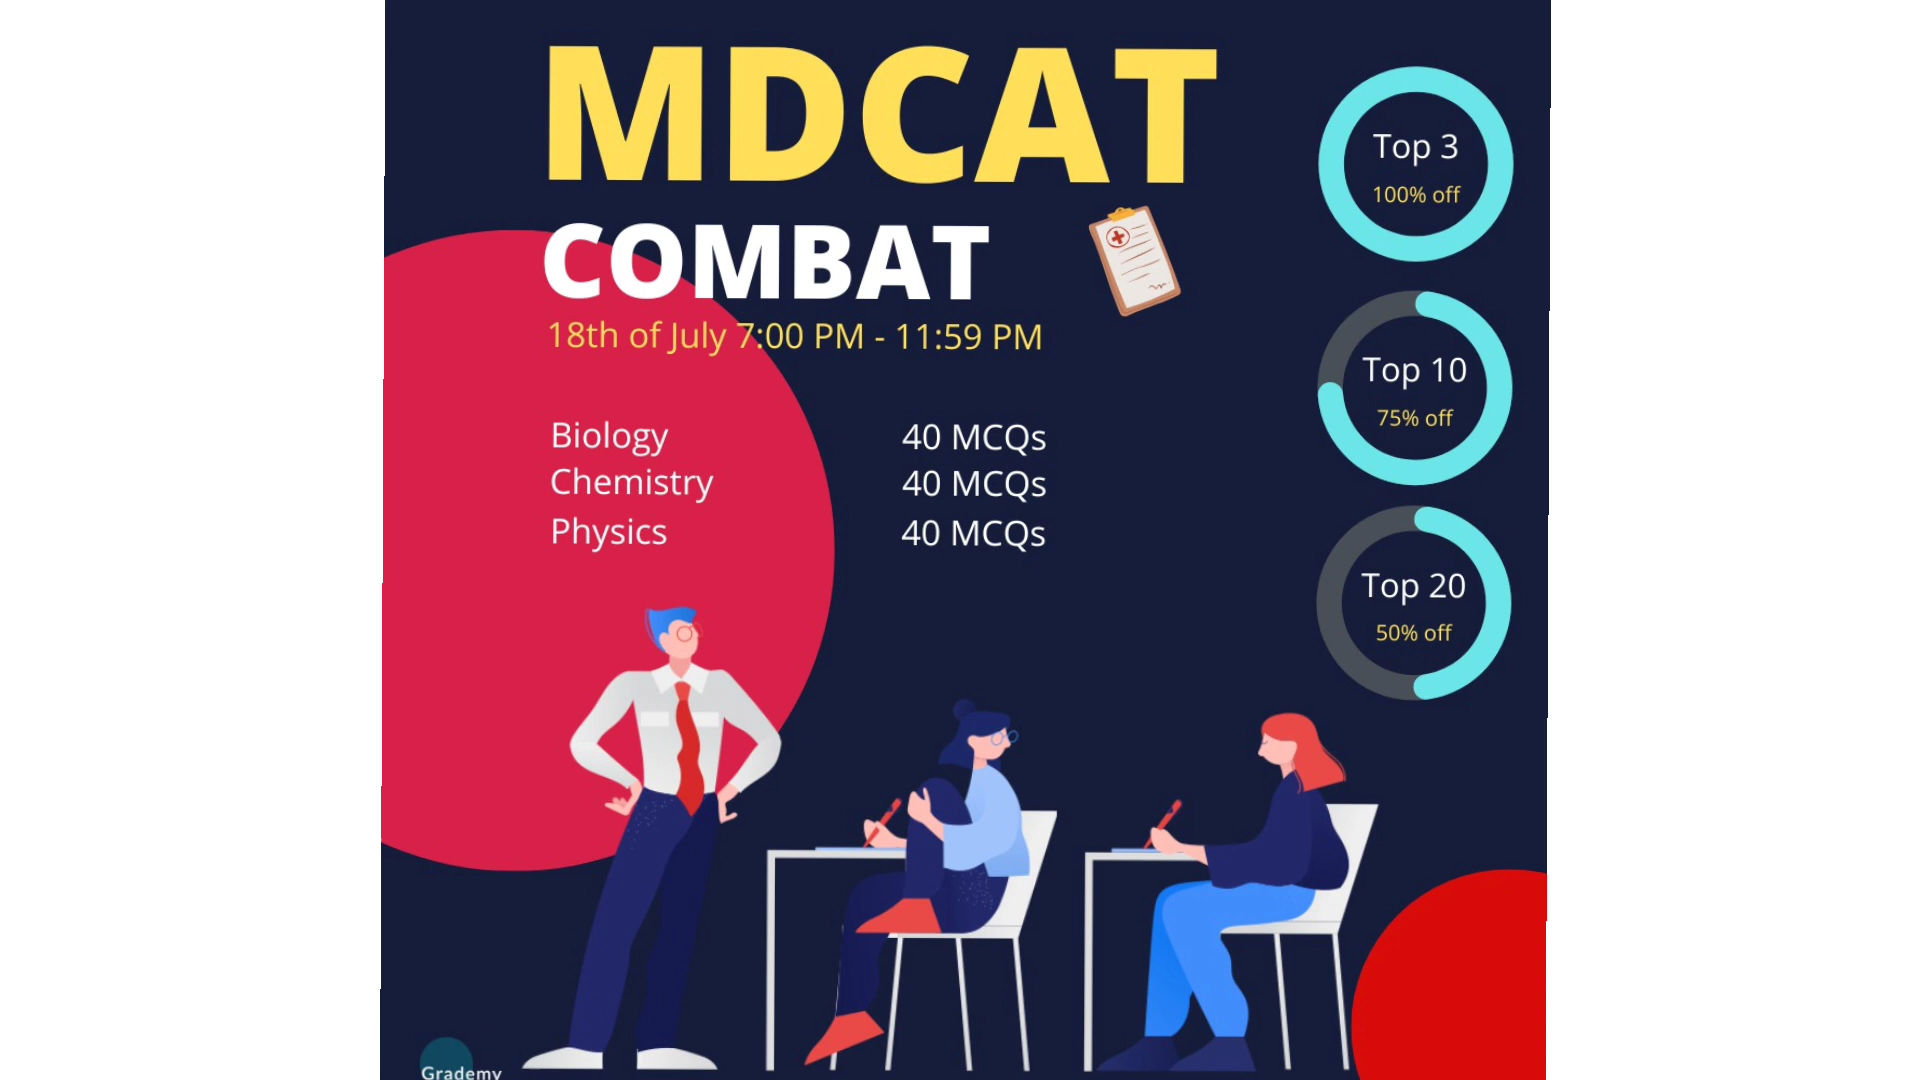 MDCAT
COMBAT
18th of July 7:00 PM - 11:59 PM
Biology 40 MCQs
Chemistry 40 MCQs
Physics 40 MCQs
Top 3
100% off
Top 10
75% off
Top 20
50% off
Grademy